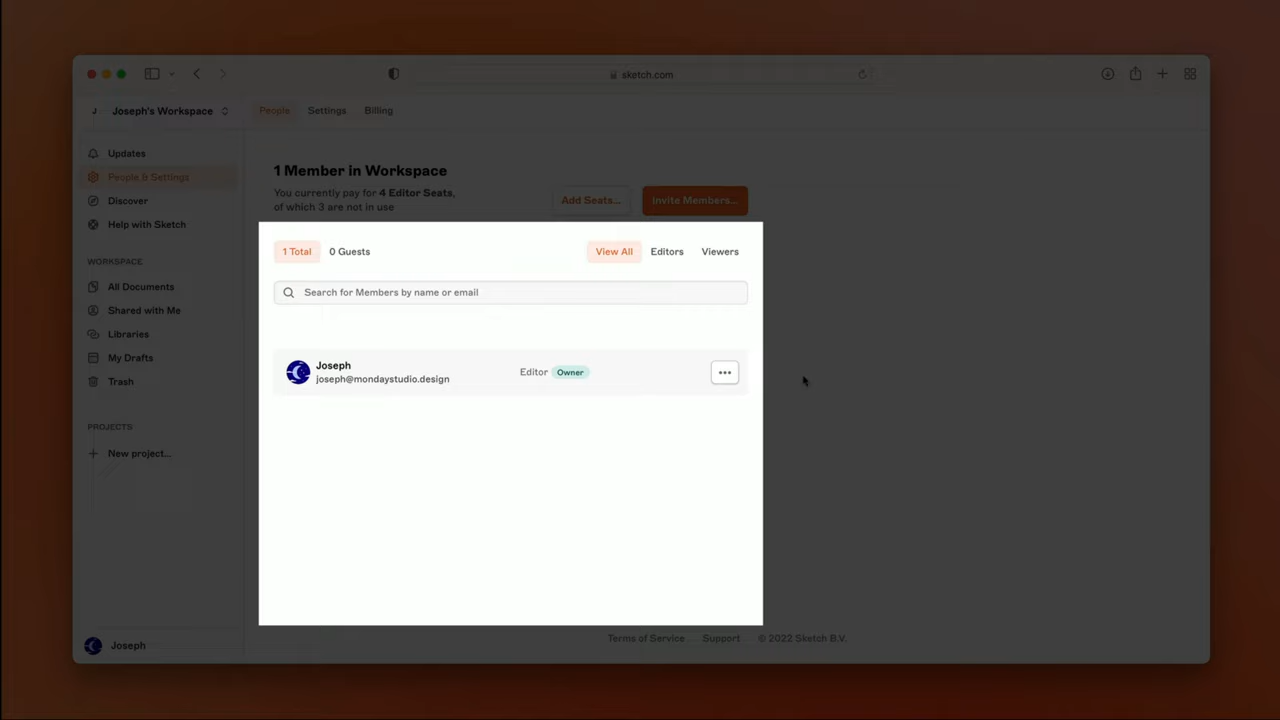 sketch.com
J Joseph's Workspace
People Settings Billing
Updates
People & Settings
Discover
Help with Sketch
WORKSPACE
All Documents
Shared with Me
Libraries
My Drafts
Trash
PROJECTS
New project...
Joseph
1 Member in Workspace
You currently pay for 4 Editor Seats,
of which 3 are not in use
Add Seats... Invite Members...
1 Total 0 Guests View All Editors Viewers
Search for Members by name or email
Joseph
joseph@mondaystudio.design
Editor Owner
Terms of Service Support © 2022 Sketch B.V.